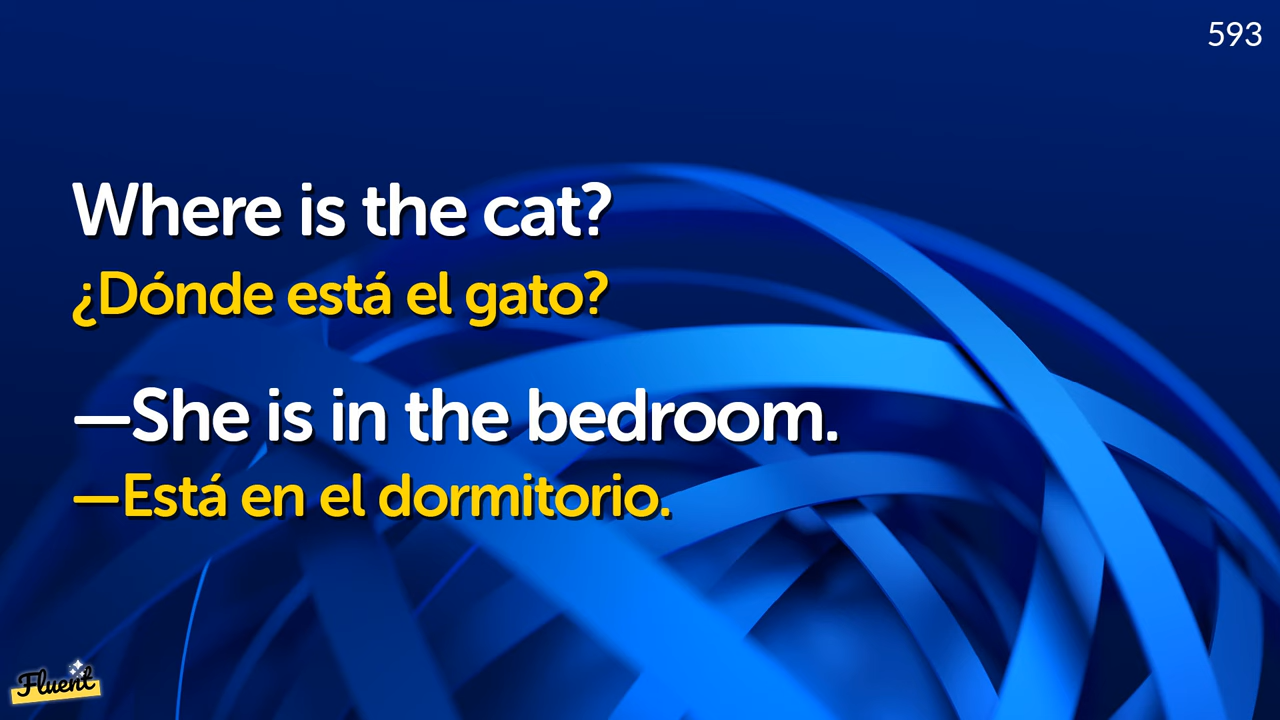 593
Where is the cat?
¿Dónde está el gato?
—She is in the bedroom.
—Está en el dormitorio.
Fluent